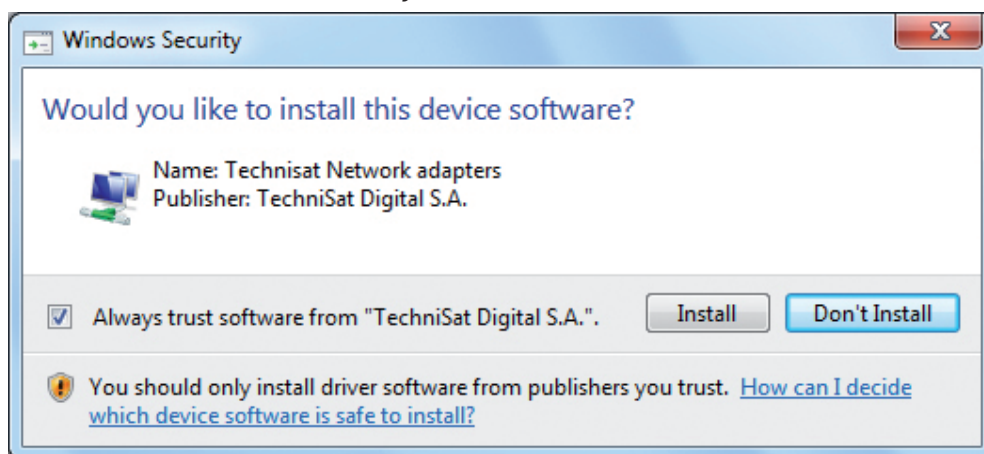 Windows Security
Would you like to install this device software?
Name: Technisat Network adapters
Publisher: TechniSat Digital S.A.
Always trust software from "TechniSat Digital S.A.".
Install
Don't Install
You should only install driver software from publishers you trust. How can I decide
which device software is safe to install?